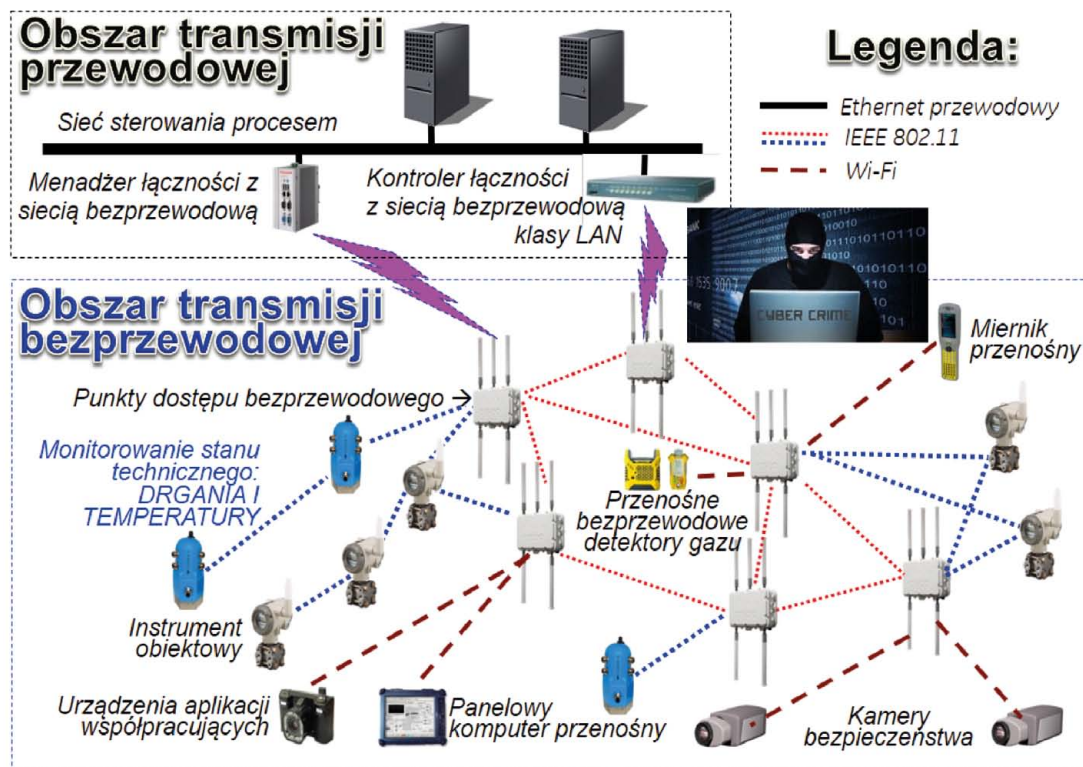 Obszar transmisji
przewodowej
Sieć sterowania procesem
Menadżer łączności z
siecią bezprzewodową
Kontroler łączności
z siecią bezprzewodową
klasy LAN
Legenda:
Ethernet przewodowy
IEEE 802.11
Wi-Fi
CYBER CRIME
Obszar transmisji
bezprzewodowej
Punkty dostępu bezprzewodowego →
Monitorowanie stanu
technicznego:
DRGANIA I
TEMPERATURY
Miernik
przenośny
Przenośne
bezprzewodowe
detektory gazu
Instrument
obiektowy
Urządzenia aplikacji
współpracujących
Panelowy
komputer przenośny
Kamery
bezpieczeństwa